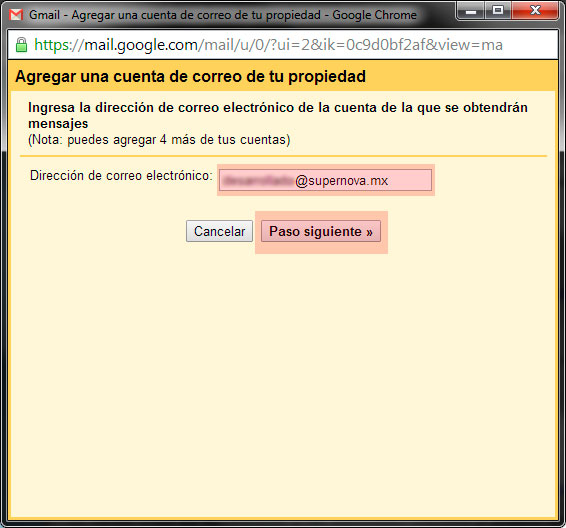 Gmail - Agregar una cuenta de correo de tu propiedad - Google Chrome
https://mail.google.com/mail/u/0/?ui=2&ik=0c9d0bf2af&view=ma
Agregar una cuenta de correo de tu propiedad
Ingresa la dirección de correo electrónico de la cuenta de la que se obtendrán
mensajes
(Nota: puedes agregar 4 más de tus cuentas)
Dirección de correo electrónico: @supernova.mx
Cancelar Paso siguiente »